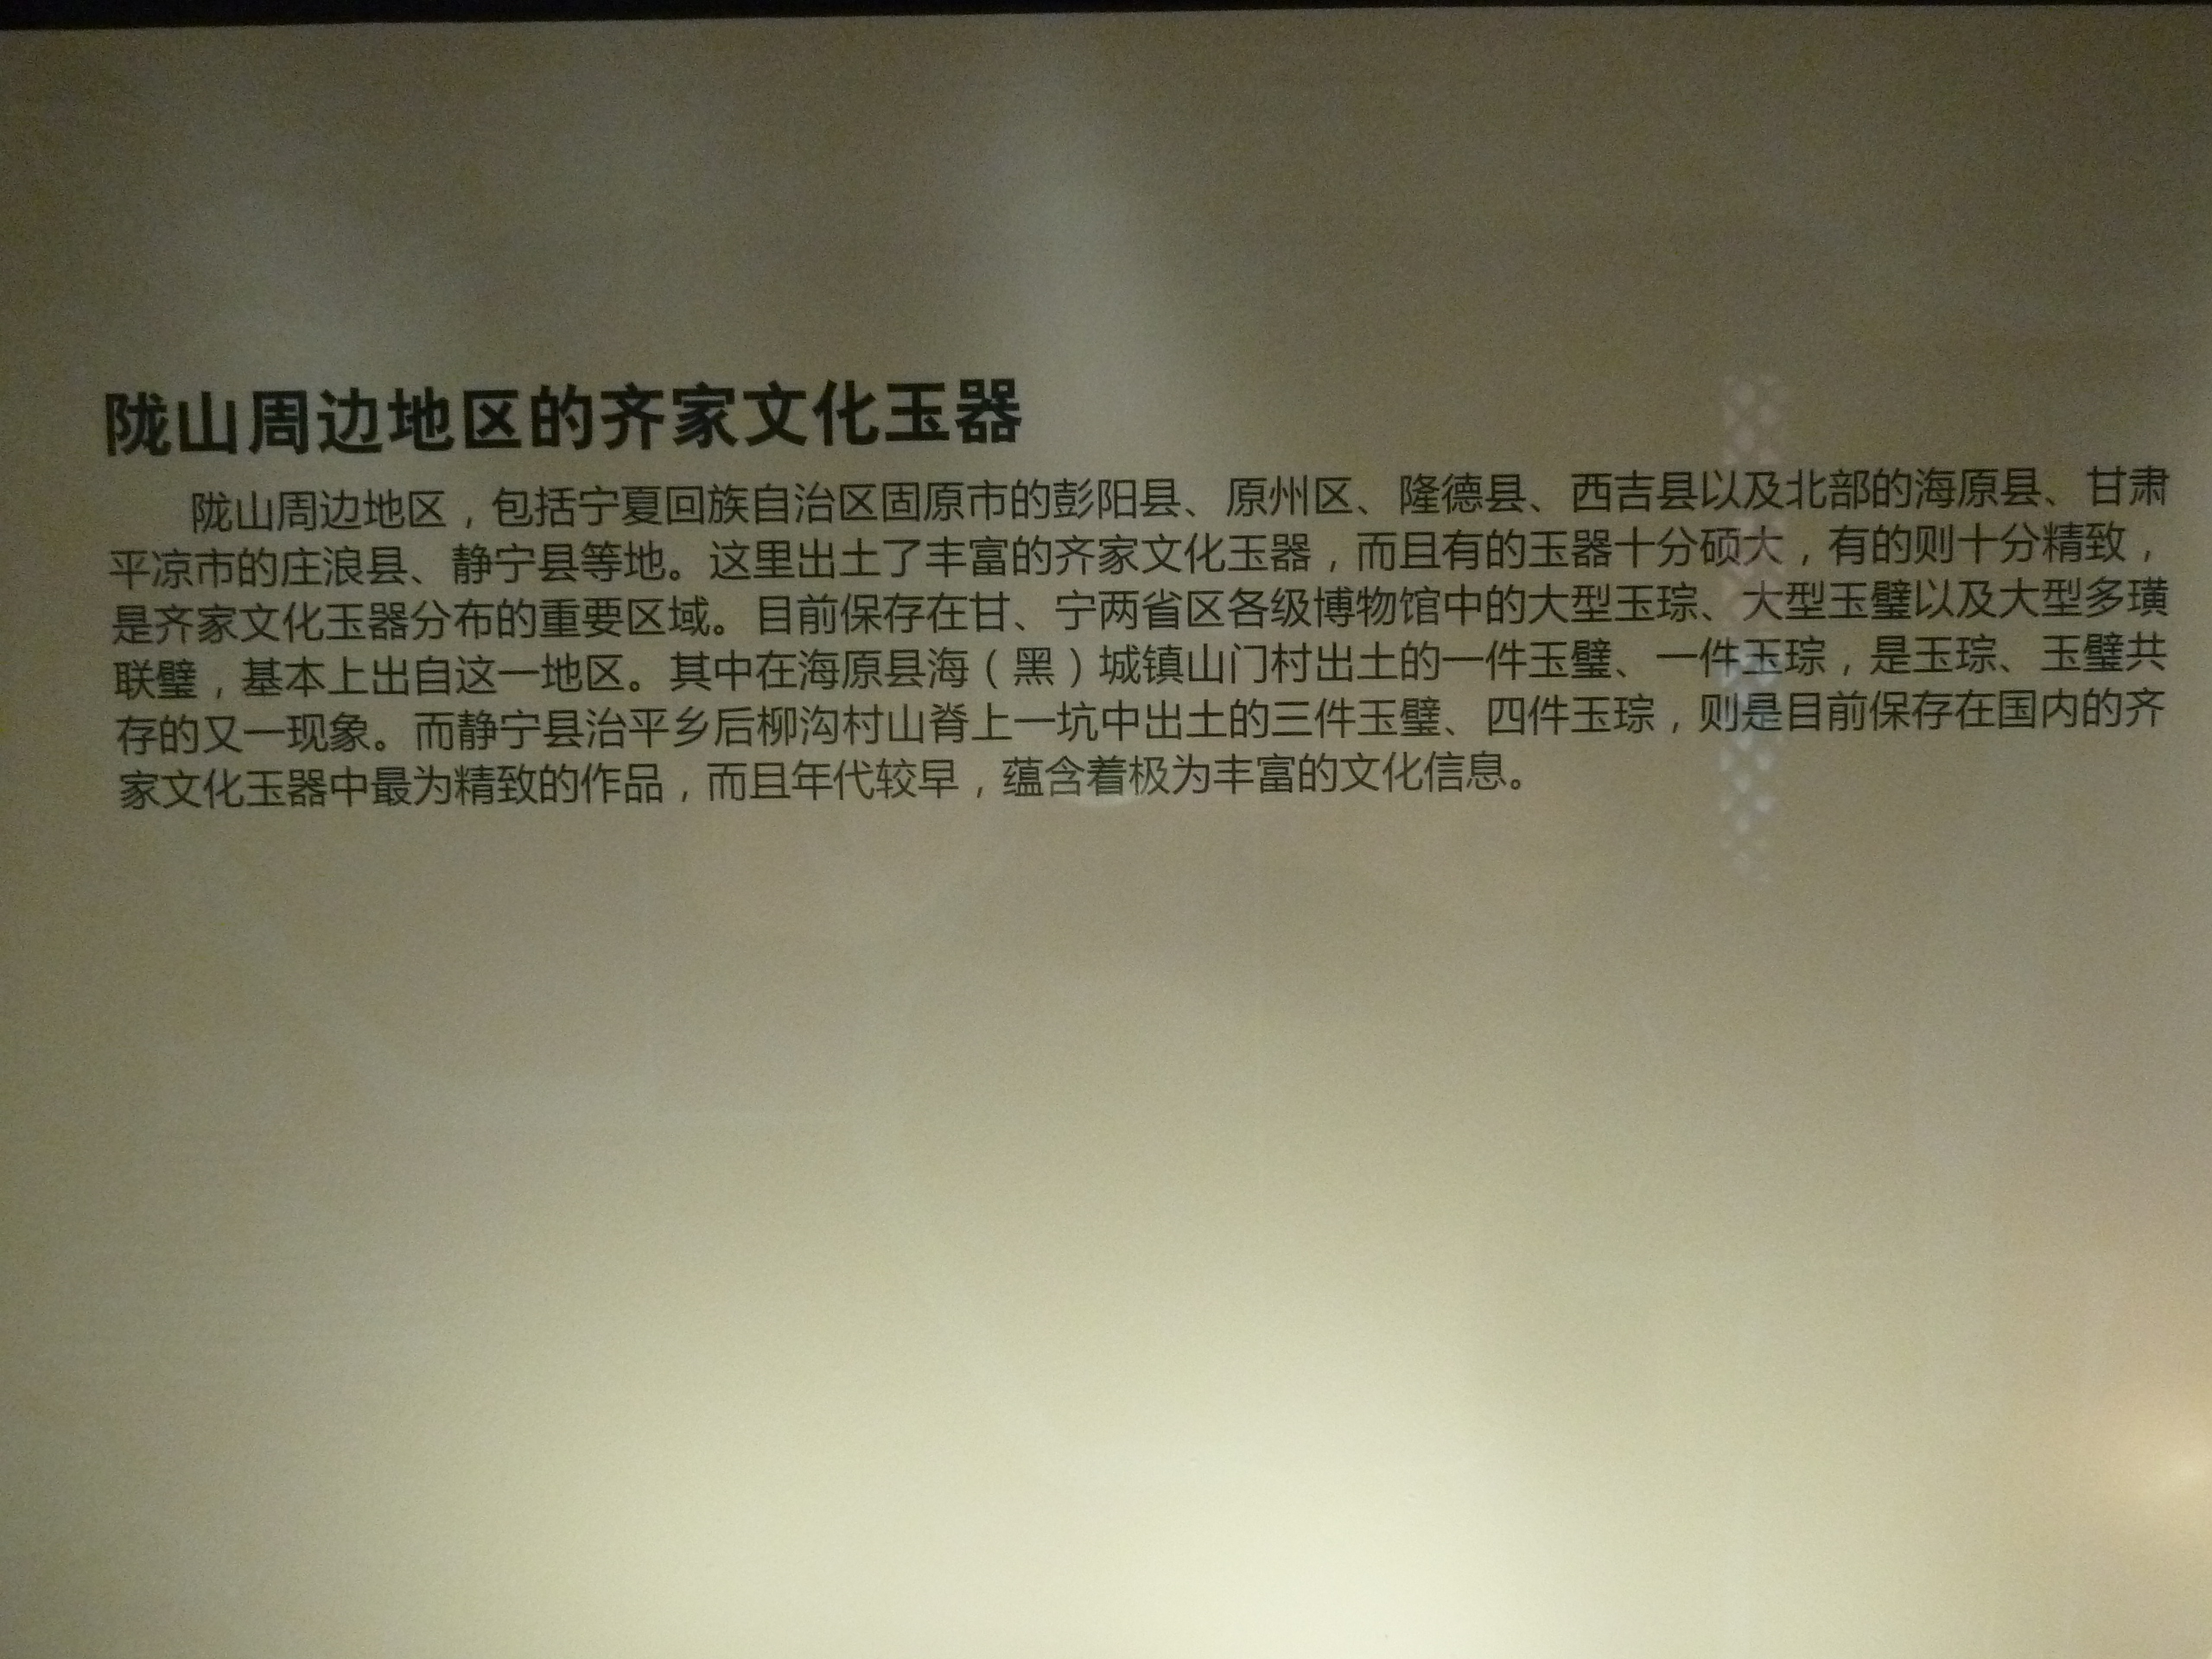 陇山周边地区的齐家文化玉器
陇山周边地区，包括宁夏回族自治区固原市的彭阳县、原州区、隆德县、西吉县以及北部的海原县、甘肃
平凉市的庄浪县、静宁县等地。这里出土了丰富的齐家文化玉器，而且有的玉器十分硕大，有的则十分精致，
是齐家文化玉器分布的重要区域。目前保存在甘、宁两省区各级博物馆中的大型玉琮、大型玉璧以及大型多璜
联璧，基本上出自这一地区。其中在海原县海（黑）城镇山门村出土的一件玉璧、一件玉琮，是玉琮、玉璧共
存的又一现象。而静宁县治平乡后柳沟村山脊上一坑中出土的三件玉璧、四件玉琮，则是目前保存在国内的齐
家文化玉器中最为精致的作品，而且年代较早，蕴含着极为丰富的文化信息。